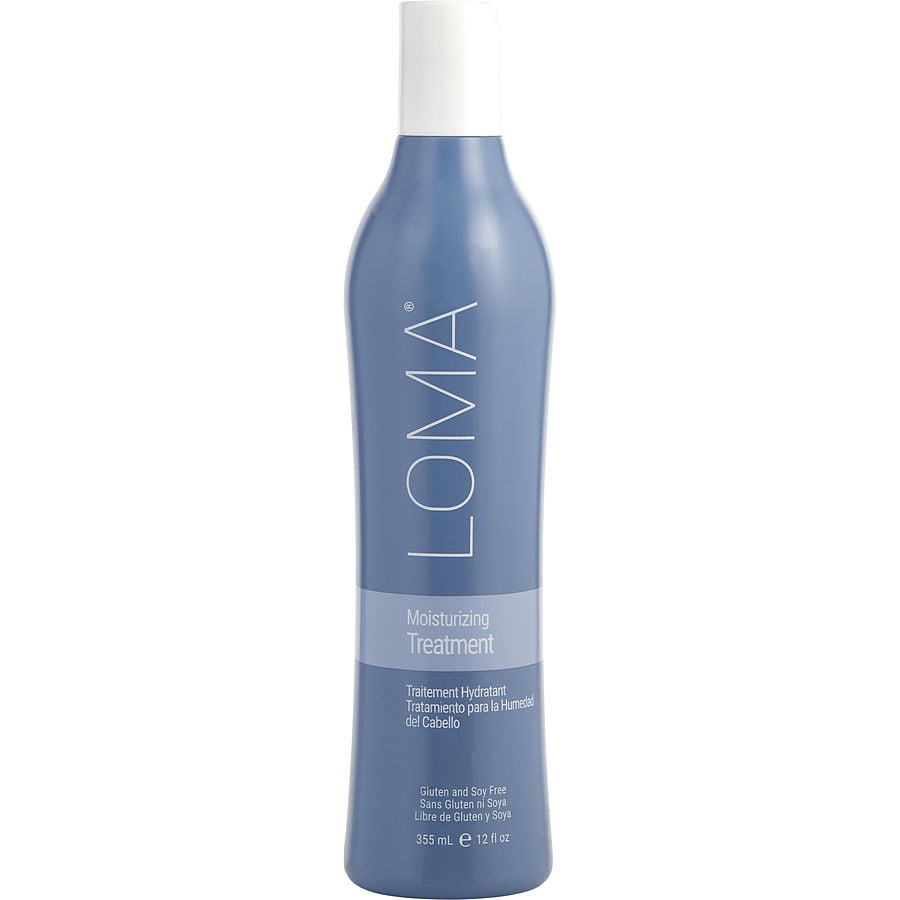 LOMA®
Moisturizing
Treatment
Traitement Hydratant
Tratamiento para la Humedad
del Cabello
Gluten and Soy Free
Sans Gluten ni Soya
Libre de Gluten y Soya
355 mL ℮ 12 fl oz